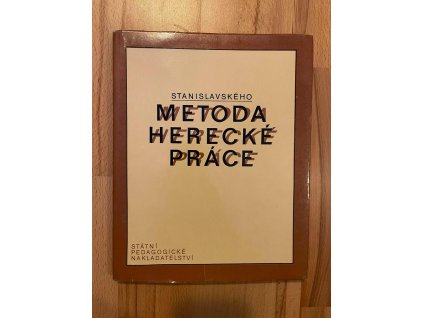 STANISLAVSKÉHO
METODA
HERECKÉ
PRÁCE
STÁTNÍ
PEDAGOGICKÉ
NAKLADATELSTVÍ